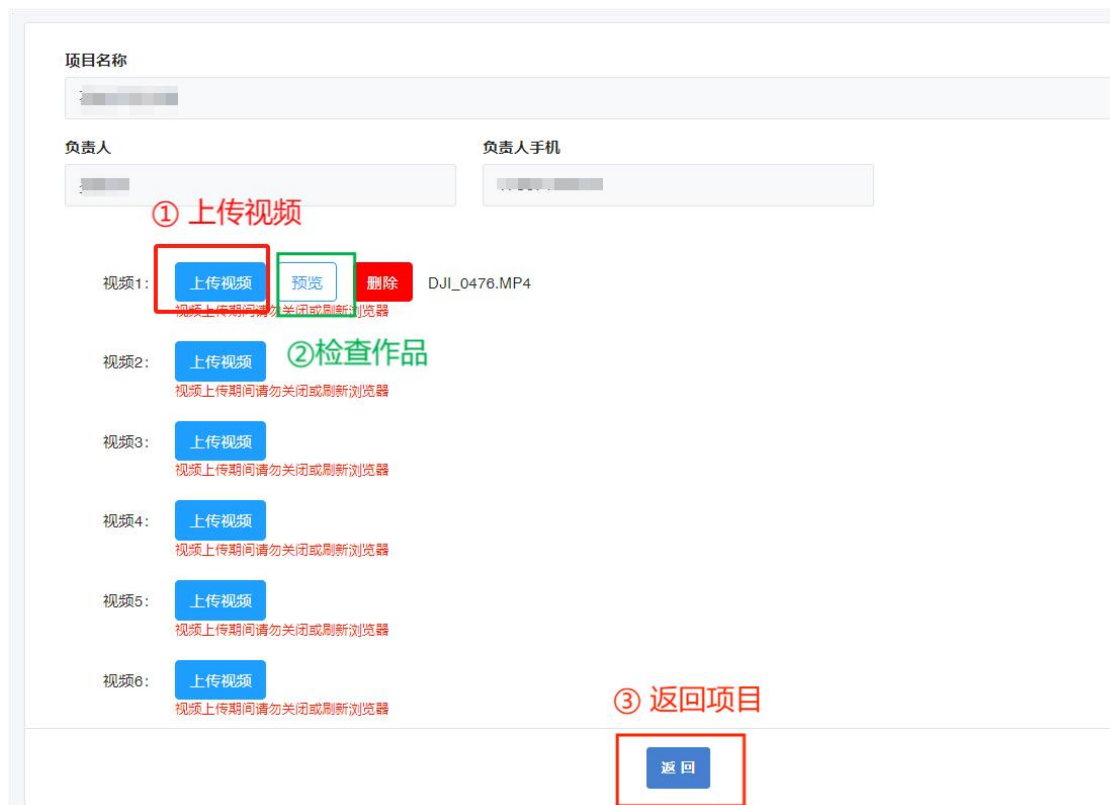 项目名称
负责人 负责人手机
① 上传视频
视频1: 上传视频 预览 删除 DJI_0476.MP4
视频上传期间请勿关闭或刷新浏览器
②检查作品
视频2: 上传视频
视频上传期间请勿关闭或刷新浏览器
视频3: 上传视频
视频上传期间请勿关闭或刷新浏览器
视频4: 上传视频
视频上传期间请勿关闭或刷新浏览器
视频5: 上传视频
视频上传期间请勿关闭或刷新浏览器
视频6: 上传视频
视频上传期间请勿关闭或刷新浏览器
③ 返回项目
返回